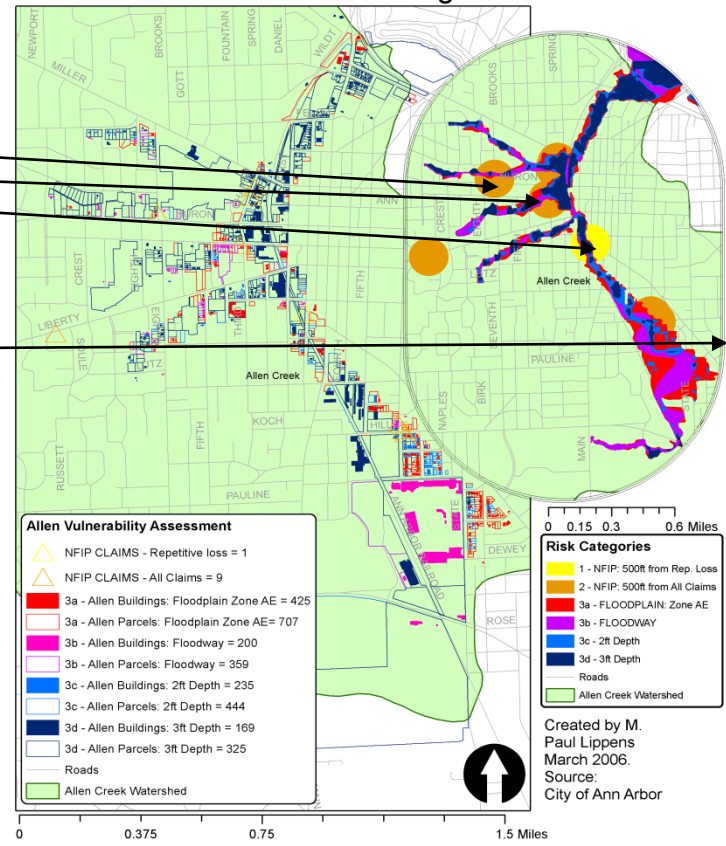 NEWPORT
BROOKS
FOUNTAIN
SPRING
DANIEL
WILDT
MILLER
GOTT
ANN
HURON
CREST
FIFTH
LIBERTY
SOULE
Allen Creek
KOCH
HILL
FIFTH
RUSSETT
PAULINE
STATE
ANN ARBOR RAILROAD
DEWEY
ROSE
BROOKS
SPRING
HURON
CREST
LUTZ
Allen Creek
SEVENTH
PAULINE
BIRK
NAPLES
STATE
MAIN
Allen Vulnerability Assessment
NFIP CLAIMS - Repetitive loss = 1
NFIP CLAIMS - All Claims = 9
3a - Allen Buildings: Floodplain Zone AE = 425
3a - Allen Parcels: Floodplain Zone AE= 707
3b - Allen Buildings: Floodway = 200
3b - Allen Parcels: Floodway = 359
3c - Allen Buildings: 2ft Depth = 235
3c - Allen Parcels: 2ft Depth = 444
3d - Allen Buildings: 3ft Depth = 169
3d - Allen Parcels: 3ft Depth = 325
Roads
Allen Creek Watershed
0 0.15 0.3 0.6 Miles
Risk Categories
1 - NFIP: 500ft from Rep. Loss
2 - NFIP: 500ft from All Claims
3a - FLOODPLAIN: Zone AE
3b - FLOODWAY
3c - 2ft Depth
3d - 3ft Depth
Roads
Allen Creek Watershed
Created by M.
Paul Lippens
March 2006.
Source:
City of Ann Arbor
0 0.375 0.75 1.5 Miles